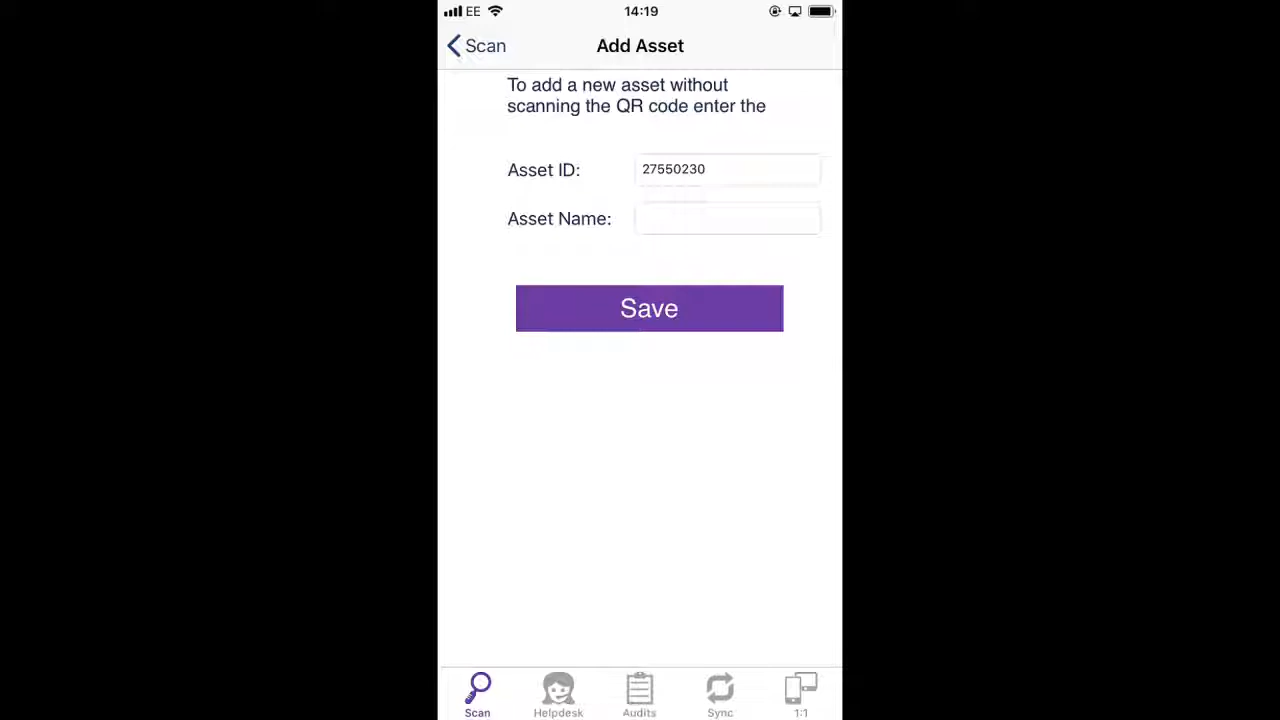 EE 14:19
Scan Add Asset
To add a new asset without
scanning the QR code enter the
Asset ID: 27550230
Asset Name:
Save
Scan Helpdesk Audits Sync 1:1